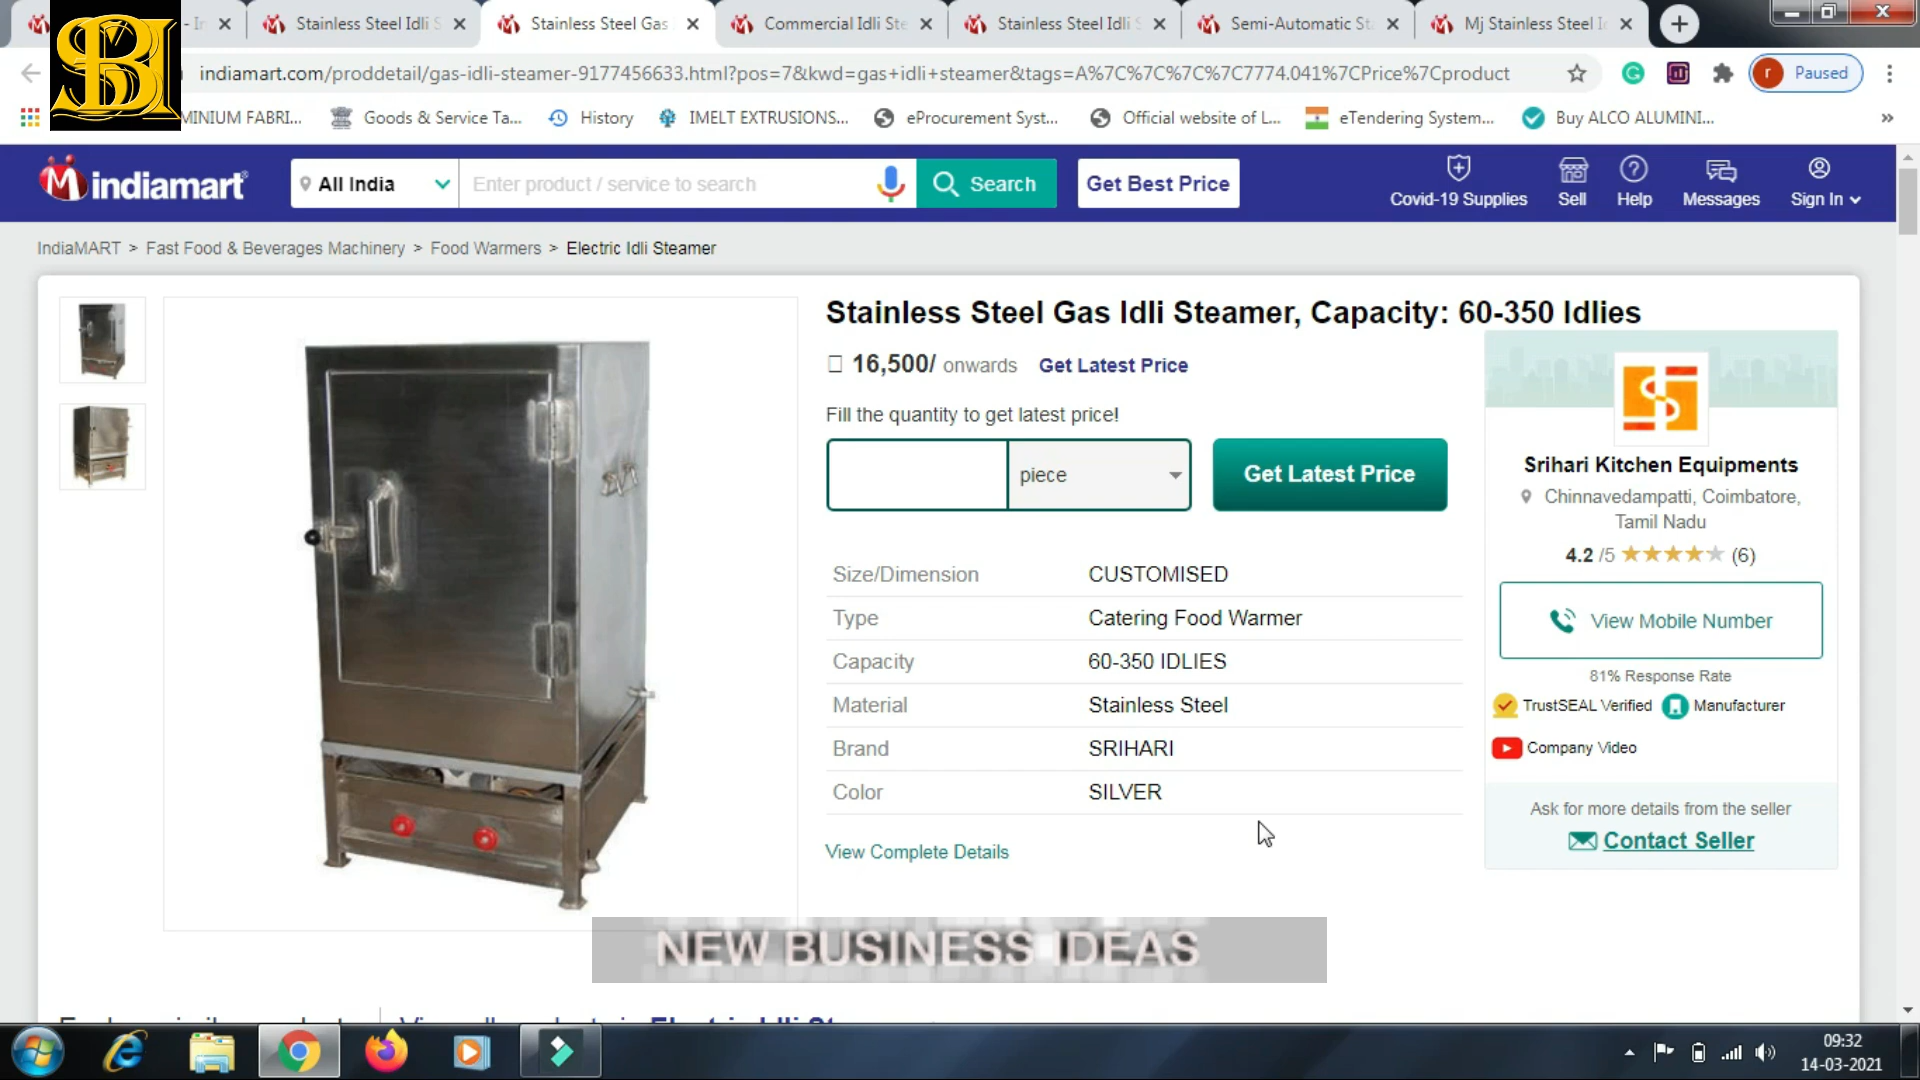 - In
Stainless Steel Idli S
Stainless Steel Gas
Commercial Idli Ste
Stainless Steel Idli S
Semi-Automatic St
Mj Stainless Steel I
SBI
indiamart.com/proddetail/gas-idli-steamer-9177456633.html?pos=7&kwd=gas+idli+steamer&tags=A%7C%7C%7C%7C7774.041%7CPrice%7Cproduct
r Paused
MINIUM FABRI...
Goods & Service Ta...
History
IMELT EXTRUSIONS...
eProcurement Syst...
Official website of L...
eTendering System...
Buy ALCO ALUMINI...
»
indiamart
All India
Enter product / service to search
Search
Get Best Price
Covid-19 Supplies
Sell
Help
Messages
Sign In
IndiaMART > Fast Food & Beverages Machinery > Food Warmers > Electric Idli Steamer
Stainless Steel Gas Idli Steamer, Capacity: 60-350 Idlies
16,500/ onwards Get Latest Price
Fill the quantity to get latest price!
piece
Get Latest Price
Size/Dimension CUSTOMISED
Type Catering Food Warmer
Capacity 60-350 IDLIES
Material Stainless Steel
Brand SRIHARI
Color SILVER
View Complete Details
Srihari Kitchen Equipments
Chinnavedampatti, Coimbatore,
Tamil Nadu
4.2 /5 (6)
View Mobile Number
81% Response Rate
TrustSEAL Verified
Manufacturer
Company Video
Ask for more details from the seller
Contact Seller
NEW BUSINESS IDEAS
09:32
14-03-2021